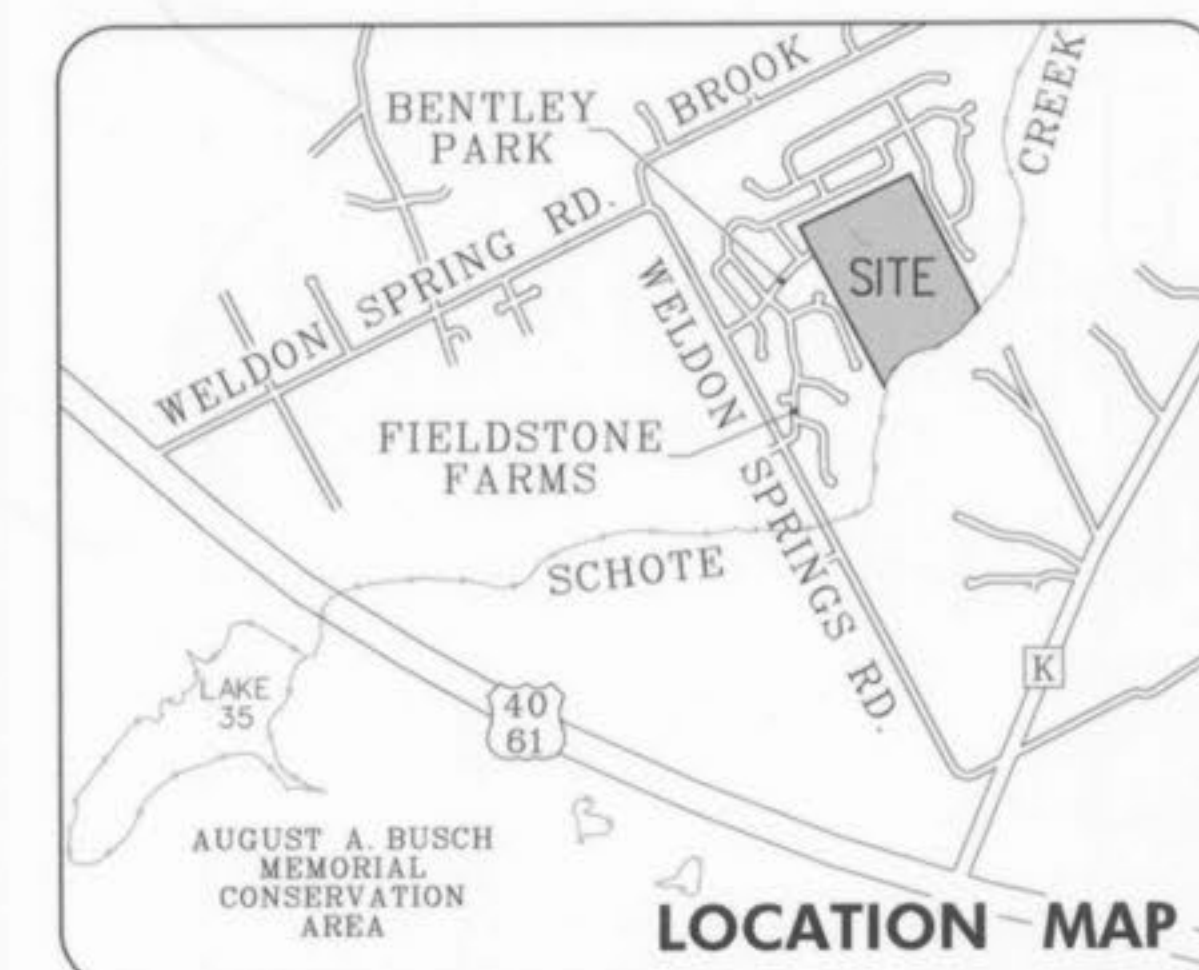 BENTLEY
PARK
BROOK
CREEK
WELDON SPRING RD.
SITE
WELDON SPRINGS RD.
FIELDSTONE
FARMS
SCHOTE
LAKE
35
40
61
K
AUGUST A. BUSCH
MEMORIAL
CONSERVATION
AREA
LOCATION MAP